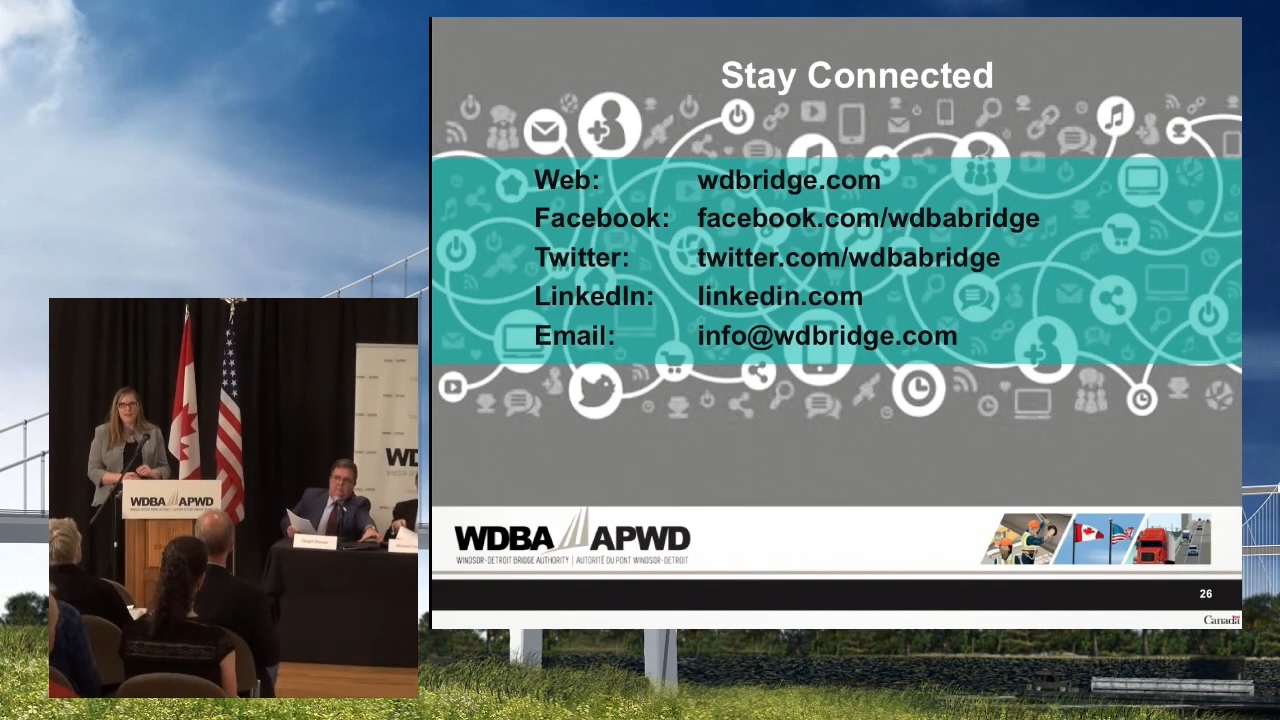 Stay Connected
Web: wdbridge.com
Facebook: facebook.com/wdbabridge
Twitter: twitter.com/wdbabridge
LinkedIn: linkedin.com
Email: info@wdbridge.com
WDBA APWD
WINDSOR-DETROIT BRIDGE AUTHORITY | AUTORITÉ DU PONT WINDSOR-DETROIT
26
Canada
WD
WDBA APWD